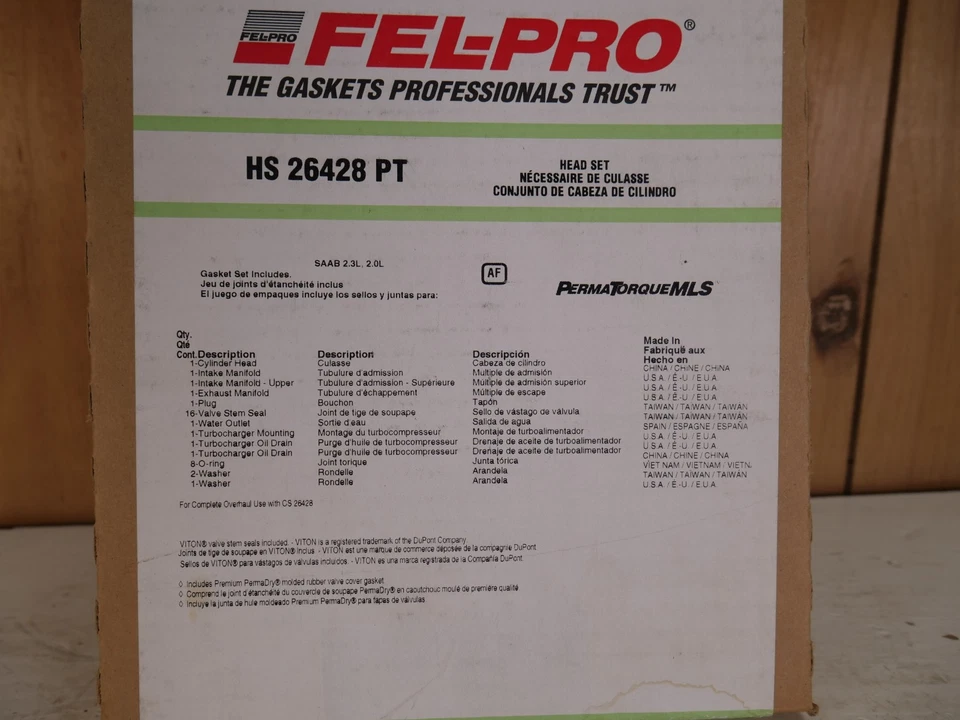 FEL-PRO FEL-PRO®
THE GASKETS PROFESSIONALS TRUST™
HS 26428 PT
HEAD SET
NÉCESSAIRE DE CULASSE
CONJUNTO DE CABEZA DE CILINDRO
SAAB 2.3L, 2.0L
Gasket Set Includes.
Jeu de joints d'étanchéité inclus
El juego de empaques incluye los sellos y juntas para:
AF
PERMATORQUE MLS™
Qty.
Qté
Cont. Description Description Descripción
Made In
Fabriqué aux
Hecho en
1-Cylinder Head Culasse Cabeza de cilindro CHINA / CHINE / CHINA
1-Intake Manifold Tubulure d'admission Multiple de admisión U.S.A. / É.-U. / E.U.A.
1-Intake Manifold - Upper Tubulure d'admission - Supérieure Múltiple de admisión superior U.S.A. / É.-U. / E.U.A.
1-Exhaust Manifold Tubulure d'échappement Múltiple de escape U.S.A. / É.-U. / E.U.A.
1-Plug Bouchon Tapón TAIWAN / TAIWAN / TAIWAN
16-Valve Stem Seal Joint de tige de soupape Sello de vástago de válvula TAIWAN / TAIWAN / TAIWAN
1-Water Outlet Sortie d'eau Salida de agua SPAIN / ESPAGNE / ESPAÑA
1-Turbocharger Mounting Montage du turbocompresseur Montaje de turboalimentador U.S.A. / É.-U. / E.U.A.
1-Turbocharger Oil Drain Purge d'huile de turbocompresseur Drenaje de aceite de turboalimentador U.S.A. / É.-U. / E.U.A.
1-Turbocharger Oil Drain Purge d'huile de turbocompresseur Drenaje de aceite de turboalimentador CHINA / CHINE / CHINA
8-O-ring Joint torique Junta tórica VIET NAM / VIETNAM / VIETN
2-Washer Rondelle Arandela TAIWAN / TAIWAN / TAIWAN
1-Washer Rondelle Arandela U.S.A. / É.-U. / E.U.A.
For Complete Overhaul Use with CS 26428
VITON® valve stem seals included. - VITON is a registered trademark of the DuPont Company.
Joints de tige de soupape en VITON® inclus. - VITON est une marque de commerce déposée de la compagnie DuPont.
Sellos de VITON® para vástagos de válvulas incluidos - VITON es una marca registrada de la Compañía DuPont.
◊ Includes Premium PermaDry® molded rubber valve cover gasket
◊ Comprend le joint d'étanchéité du couvercle de soupape PermaDry® en caoutchouc moulé de première qualité
◊ Incluye la junta de hule moldeado Premium PermaDry® para tapas de válvulas